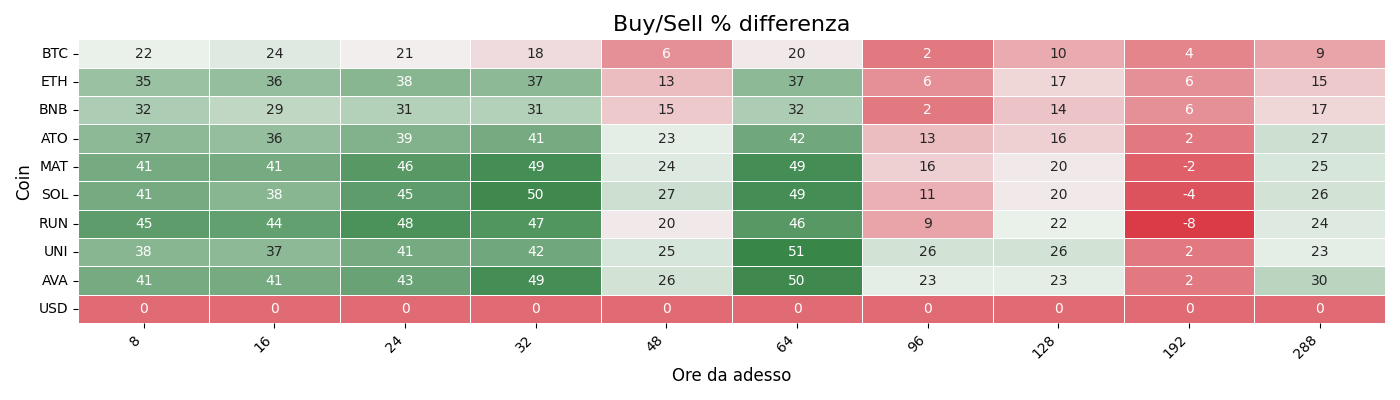 Buy/Sell % differenza
Coin
BTC 22 24 21 18 6 20 2 10 4 9
ETH 35 36 38 37 13 37 6 17 6 15
BNB 32 29 31 31 15 32 2 14 6 17
ATO 37 36 39 41 23 42 13 16 2 27
MAT 41 41 46 49 24 49 16 20 -2 25
SOL 41 38 45 50 27 49 11 20 -4 26
RUN 45 44 48 47 20 46 9 22 -8 24
UNI 38 37 41 42 25 51 26 26 2 23
AVA 41 41 43 49 26 50 23 23 2 30
USD 0 0 0 0 0 0 0 0 0 0
8 16 24 32 48 64 96 128 192 288
Ore da adesso